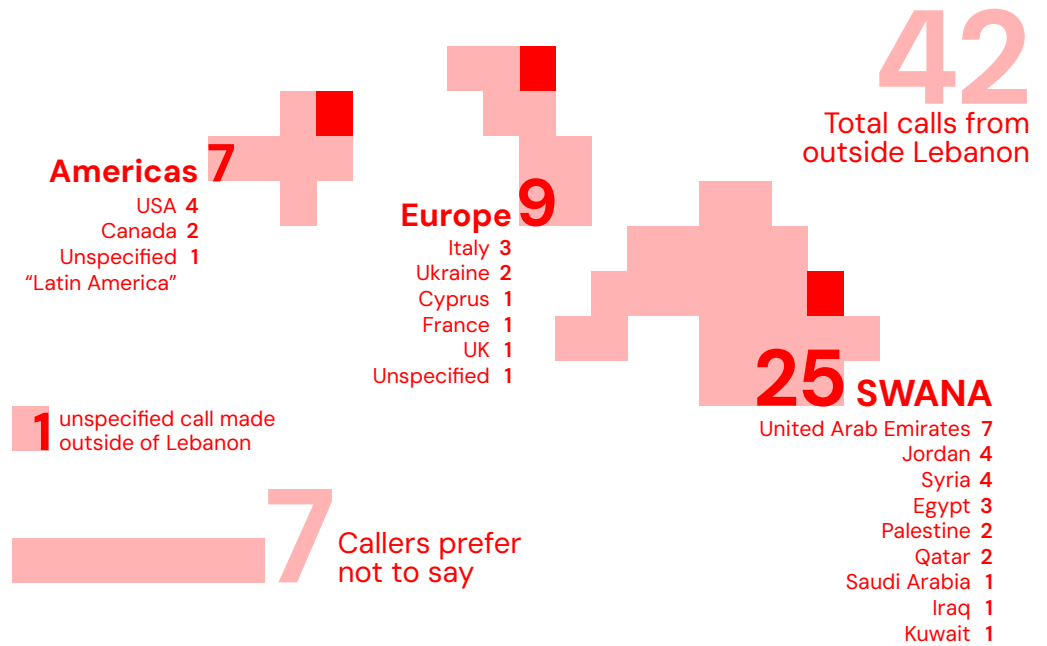 42
Total calls from
outside Lebanon
Americas 7
USA 4
Canada 2
Unspecified 1
“Latin America”
Europe 9
Italy 3
Ukraine 2
Cyprus 1
France 1
UK 1
Unspecified 1
25 SWANA
United Arab Emirates 7
Jordan 4
Syria 4
Egypt 3
Palestine 2
Qatar 2
Saudi Arabia 1
Iraq 1
Kuwait 1
1 unspecified call made
outside of Lebanon
7 Callers prefer
not to say